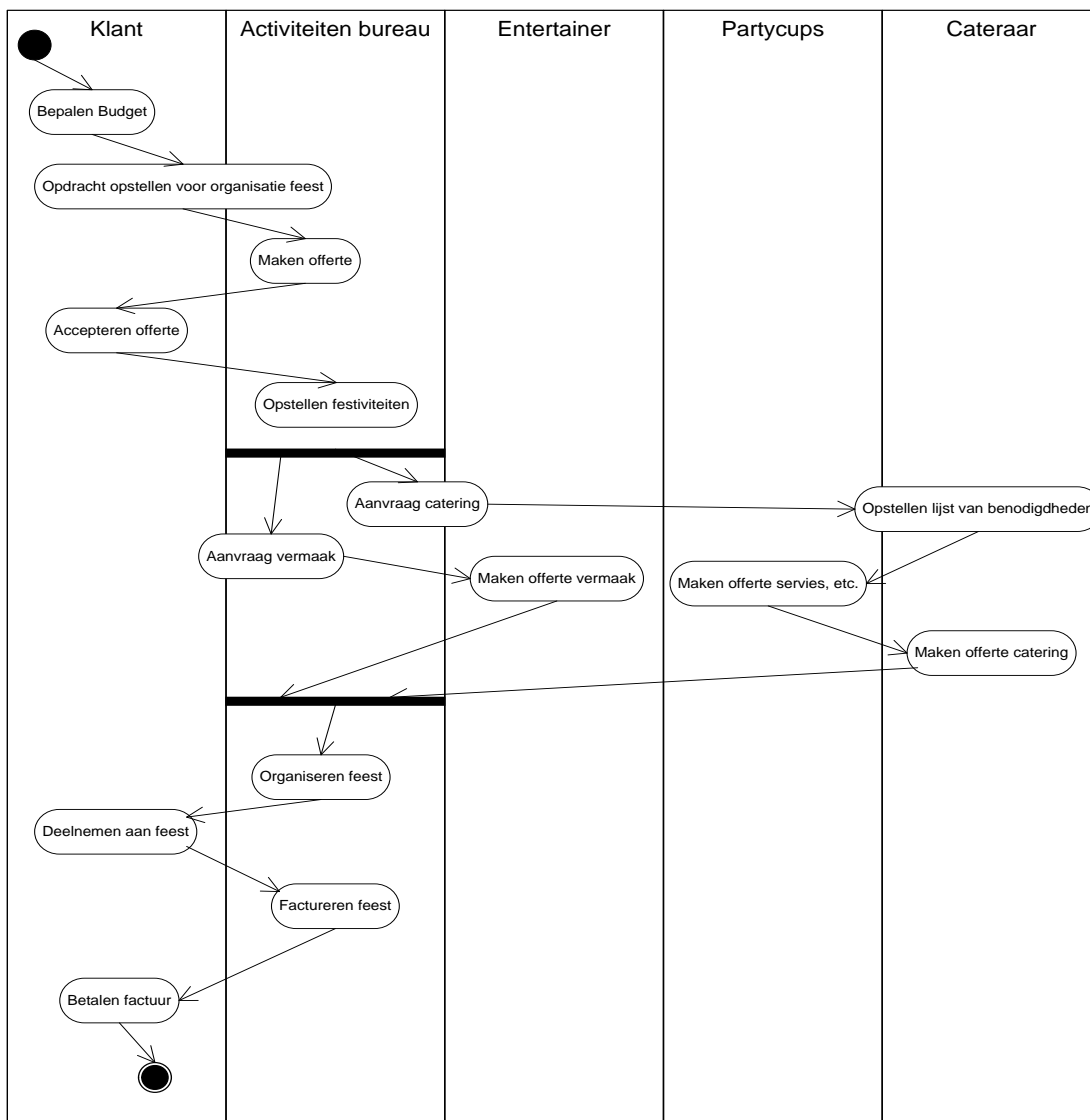 Klant
Activiteiten bureau
Entertainer
Partycups
Cateraar
Bepalen Budget
Opdracht opstellen voor organisatie feest
Maken offerte
Accepteren offerte
Opstellen festiviteiten
Aanvraag catering
Opstellen lijst van benodigdheden
Aanvraag vermaak
Maken offerte vermaak
Maken offerte servies, etc.
Maken offerte catering
Organiseren feest
Deelnemen aan feest
Factureren feest
Betalen factuur